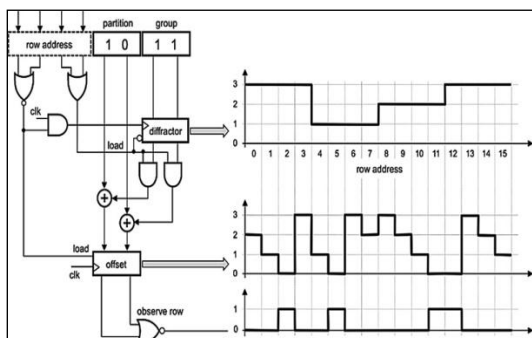 partition group
row address 1 0 1 1
clk
diffractor
load
3
2
1
0
0 1 2 3 4 5 6 7 8 9 10 11 12 13 14 15
row address
+
+
load
clk
offset
3
2
1
0
observe row
1
0